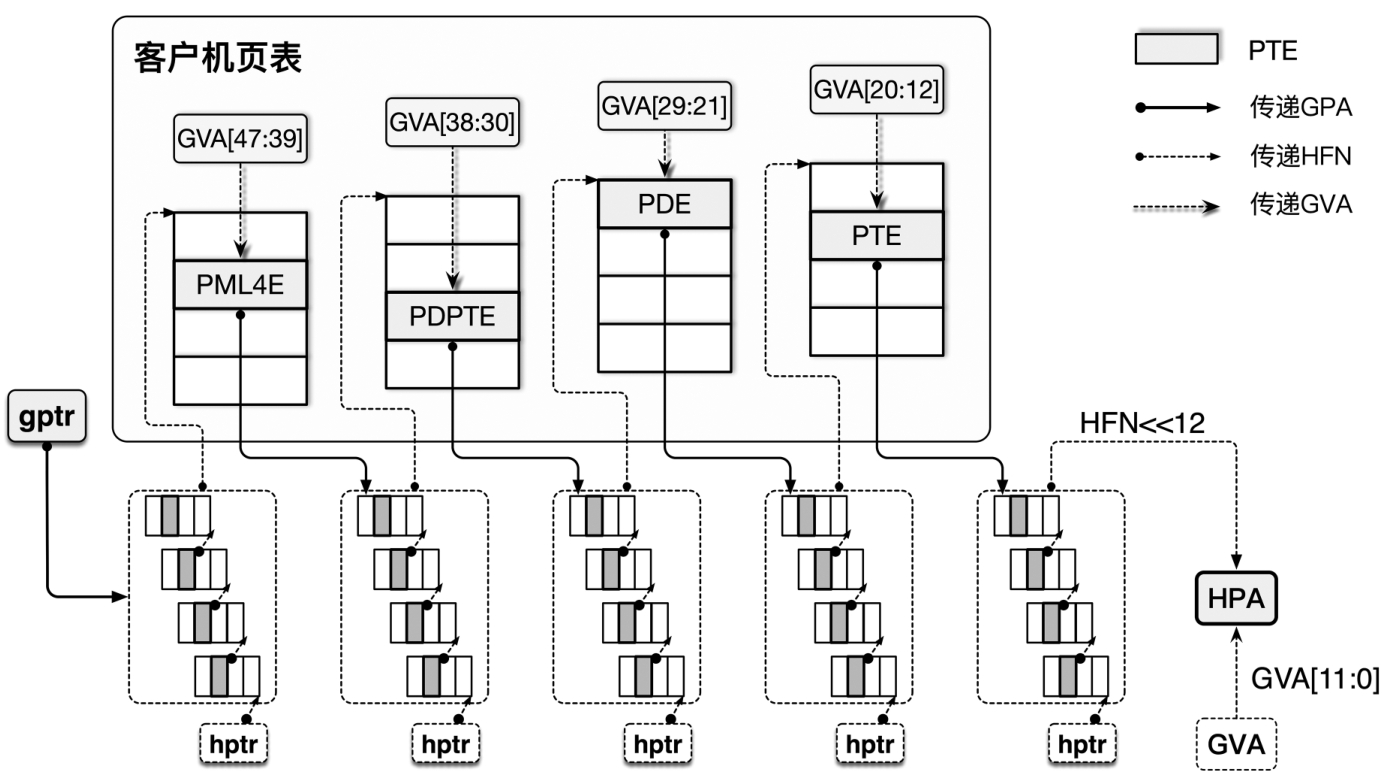 客户机页表
GVA[47:39]
GVA[38:30]
GVA[29:21]
GVA[20:12]
PML4E
PDPTE
PDE
PTE
PTE
传递GPA
传递HFN
传递GVA
gptr
HFN<<12
HPA
GVA[11:0]
GVA
hptr
hptr
hptr
hptr
hptr